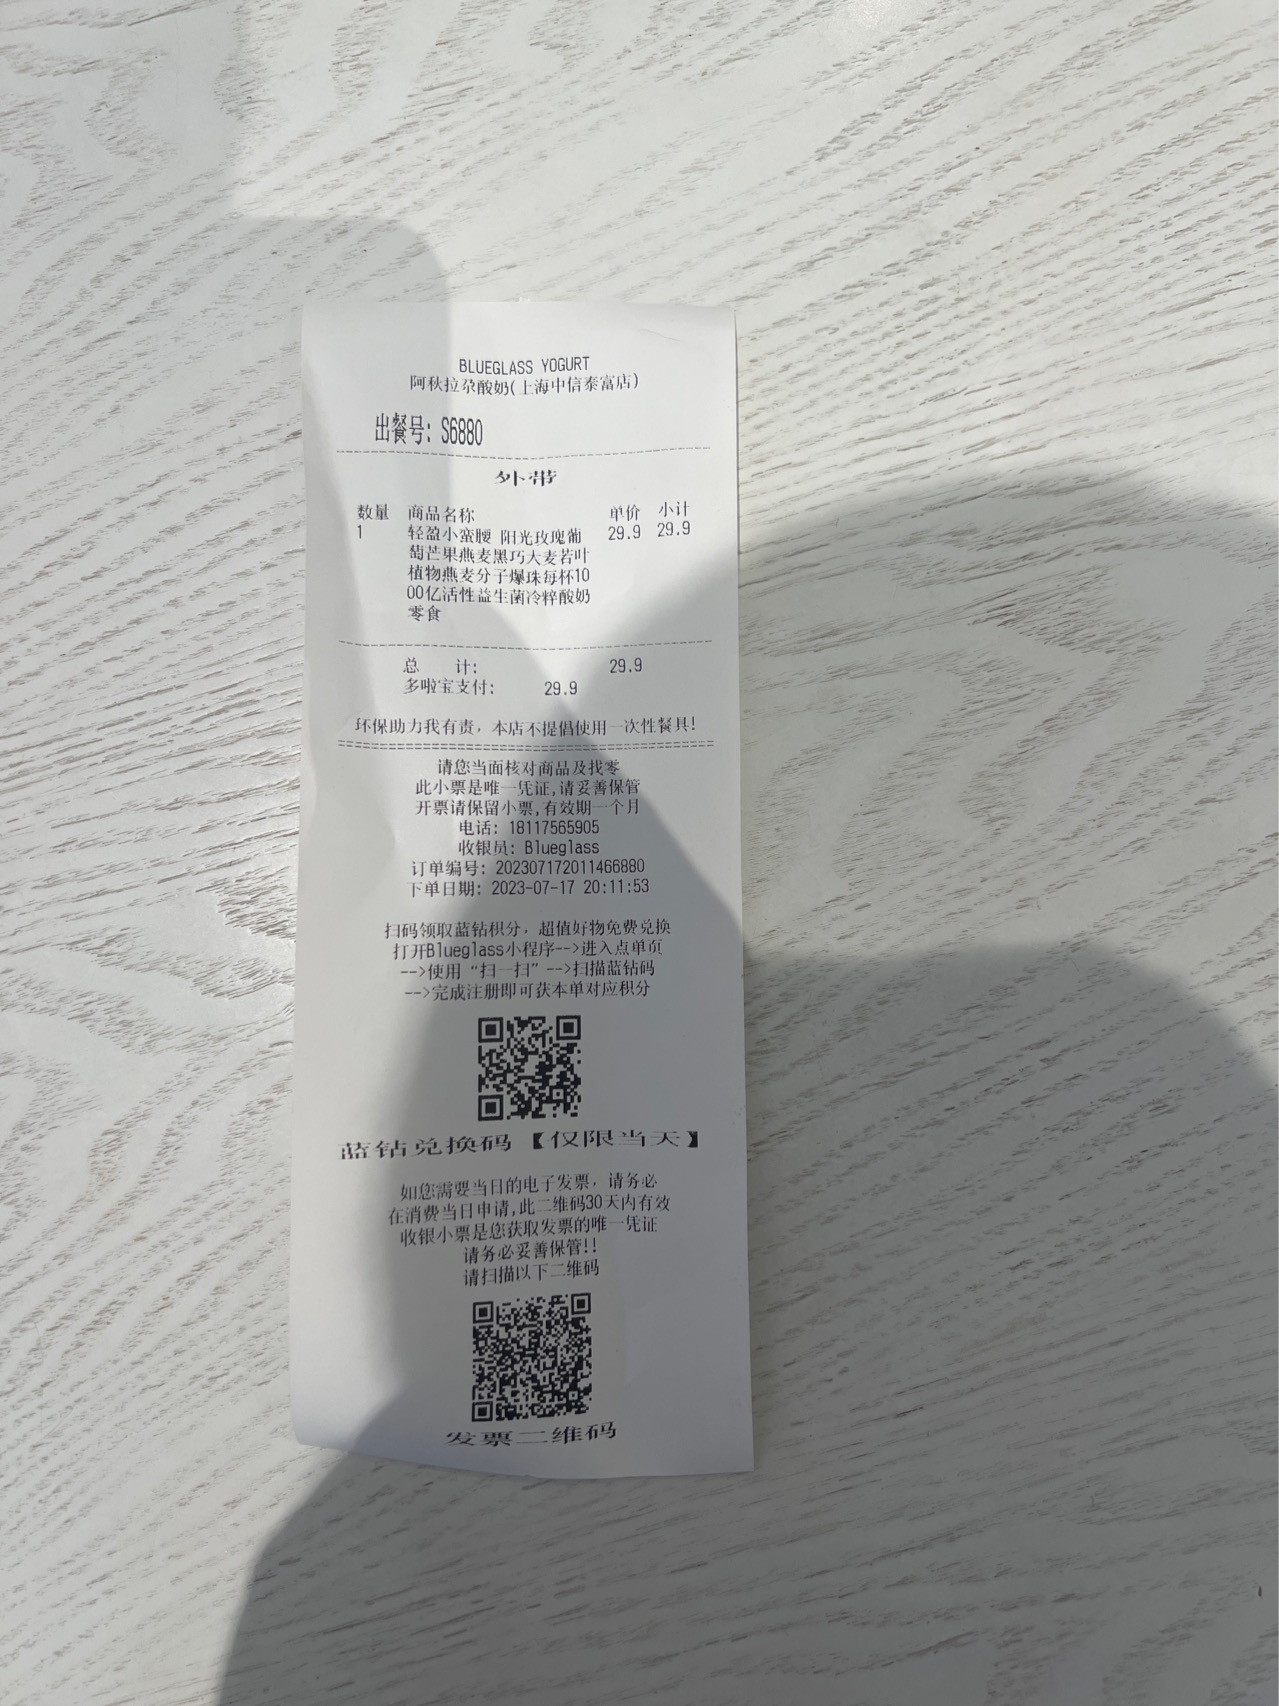 BLUEGLASS YOGURT
阿秋拉尕酸奶(上海中信泰富店)
出餐号: S6880
外带
数量 商品名称 单价 小计
1 轻盈小蛮腰 阳光玫瑰葡 29.9 29.9
萄芒果燕麦黑巧大麦若叶
植物燕麦分子爆珠每杯10
00亿活性益生菌冷粹酸奶
零食
总 计: 29.9
多啦宝支付: 29.9
环保助力我有责，本店不提倡使用一次性餐具!
请您当面核对商品及找零
此小票是唯一凭证,请妥善保管
开票请保留小票,有效期一个月
电话: 18117565905
收银员: Blueglass
订单编号: 202307172011466880
下单日期: 2023-07-17 20:11:53
扫码领取蓝钻积分，超值好物免费兑换
打开Blueglass小程序-->进入点单页
-->使用“扫一扫”-->扫描蓝钻码
-->完成注册即可获本单对应积分
蓝钻兑换码【仅限当天】
如您需要当日的电子发票，请务必
在消费当日申请,此二维码30天内有效
收银小票是您获取发票的唯一凭证
请务必妥善保管!!
请扫描以下二维码
发票二维码